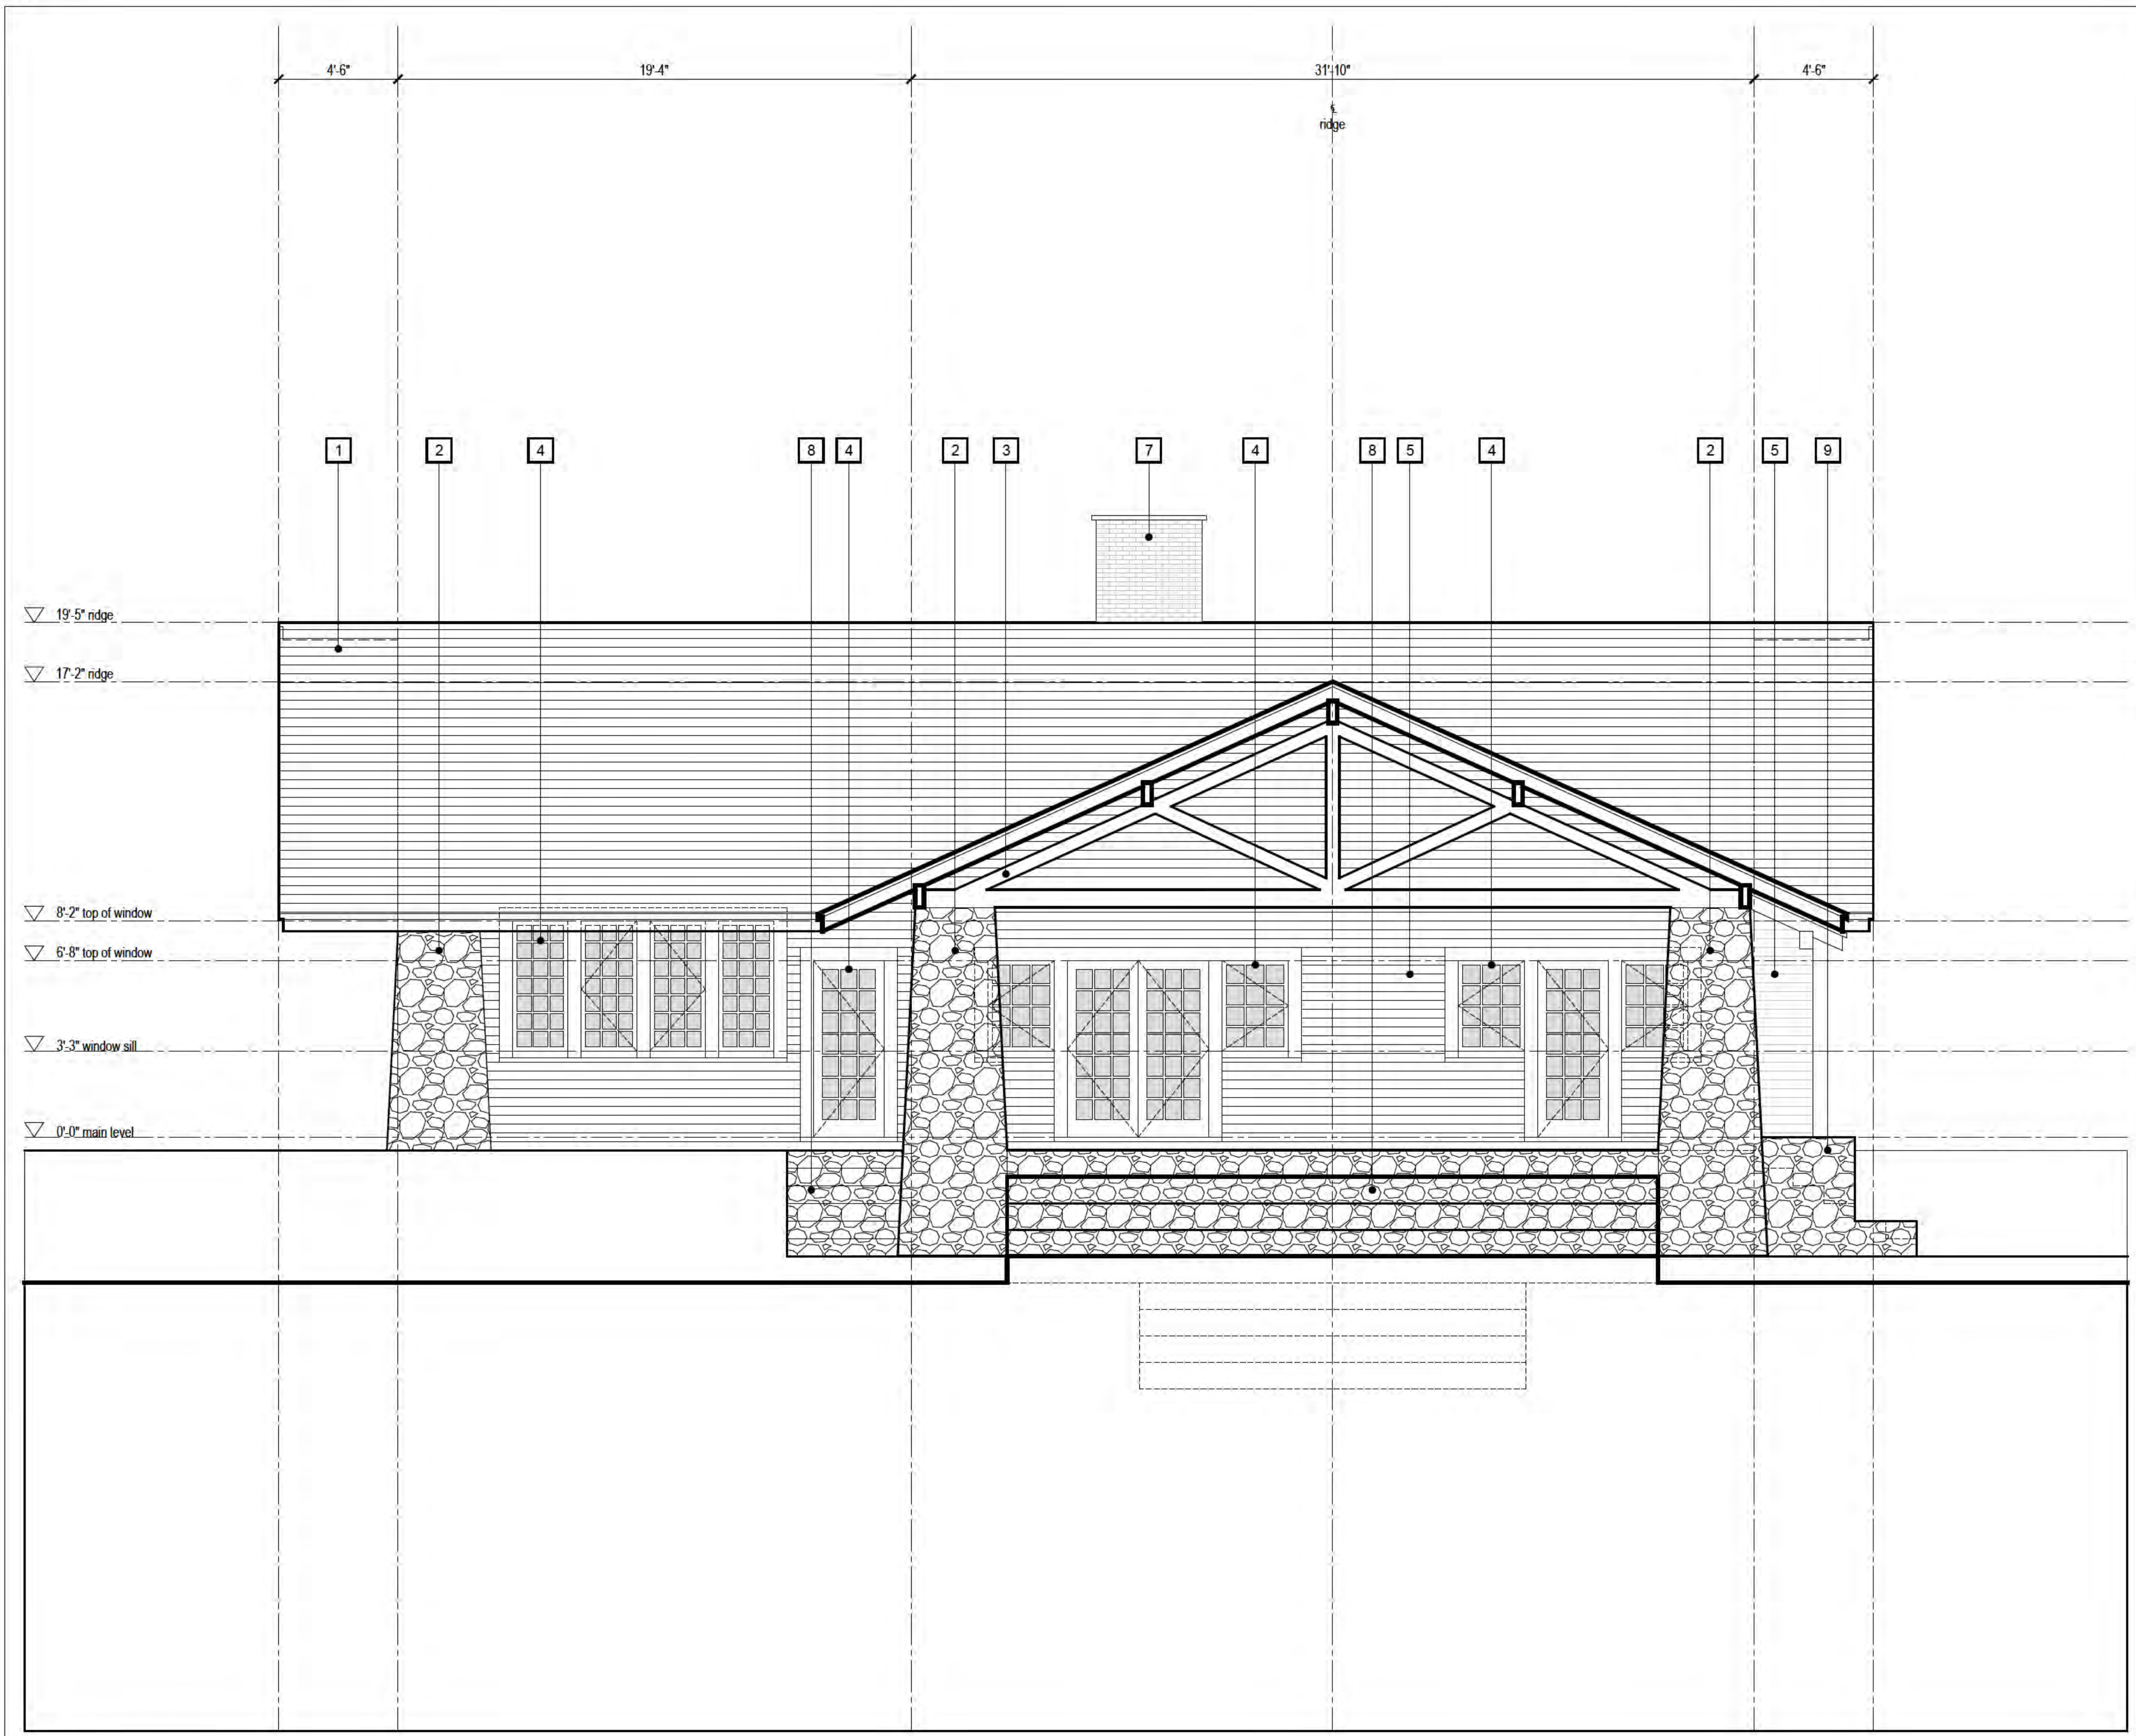 4'-6"
19'-4"
31'-10"
4'-6"
℄
ridge
1 2 4 8 4 2 3 7 4 8 5 4 2 5 9
19'-5" ridge
17'-2" ridge
8'-2" top of window
6'-8" top of window
3'-3" window sill
0'-0" main level